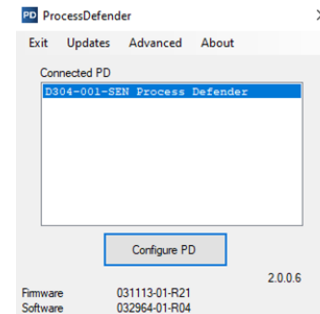 PD ProcessDefender
Exit Updates Advanced About
Connected PD
D304-001-SEN Process Defender
Configure PD
2.0.0.6
Firmware 031113-01-R21
Software 032964-01-R04